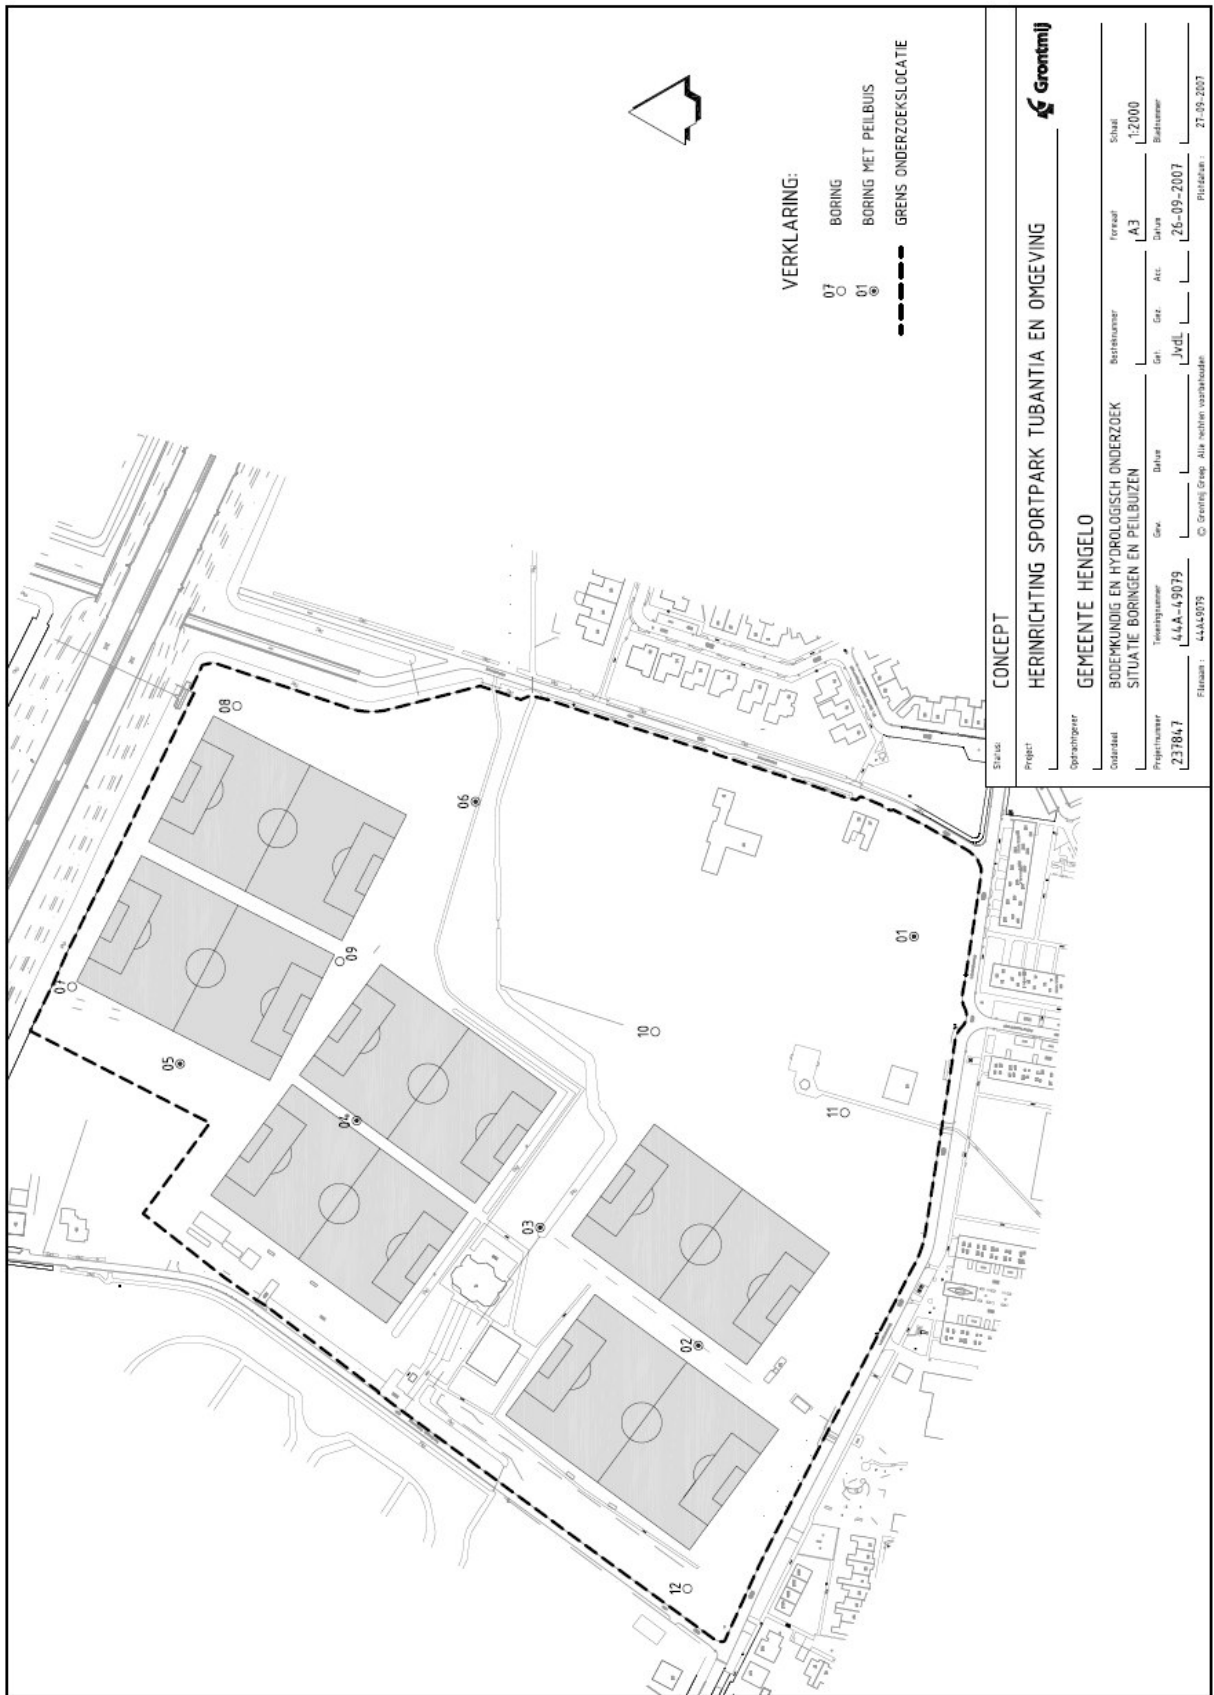 VERKLARING:
07 BORING
01 BORING MET PEILBUIS
GRENS ONDERZOEKSLOCATIE
08
07
06
09
05
04
10
01
11
03
02
12
Status: CONCEPT
Project
HERINRICHTING SPORTPARK TUBANTIA EN OMGEVING
Grontmij
Opdrachtgever
GEMEENTE HENGELO
Onderdeel
BODEMKUNDIG EN HYDROLOGISCH ONDERZOEK
SITUATIE BORINGEN EN PEILBUIZEN
Besteknummer
Formaat
A3
Schaal
1:2000
Projectnummer
237847
Tekeningnummer
44A-49079
Gew.
Datum
Get.
JvdL
Gez.
Acc.
Datum
26-09-2007
Bladnummer
Filenaam : 44A49079
© Grontmij Groep Alle rechten voorbehouden
Plotdatum : 27-09-2007